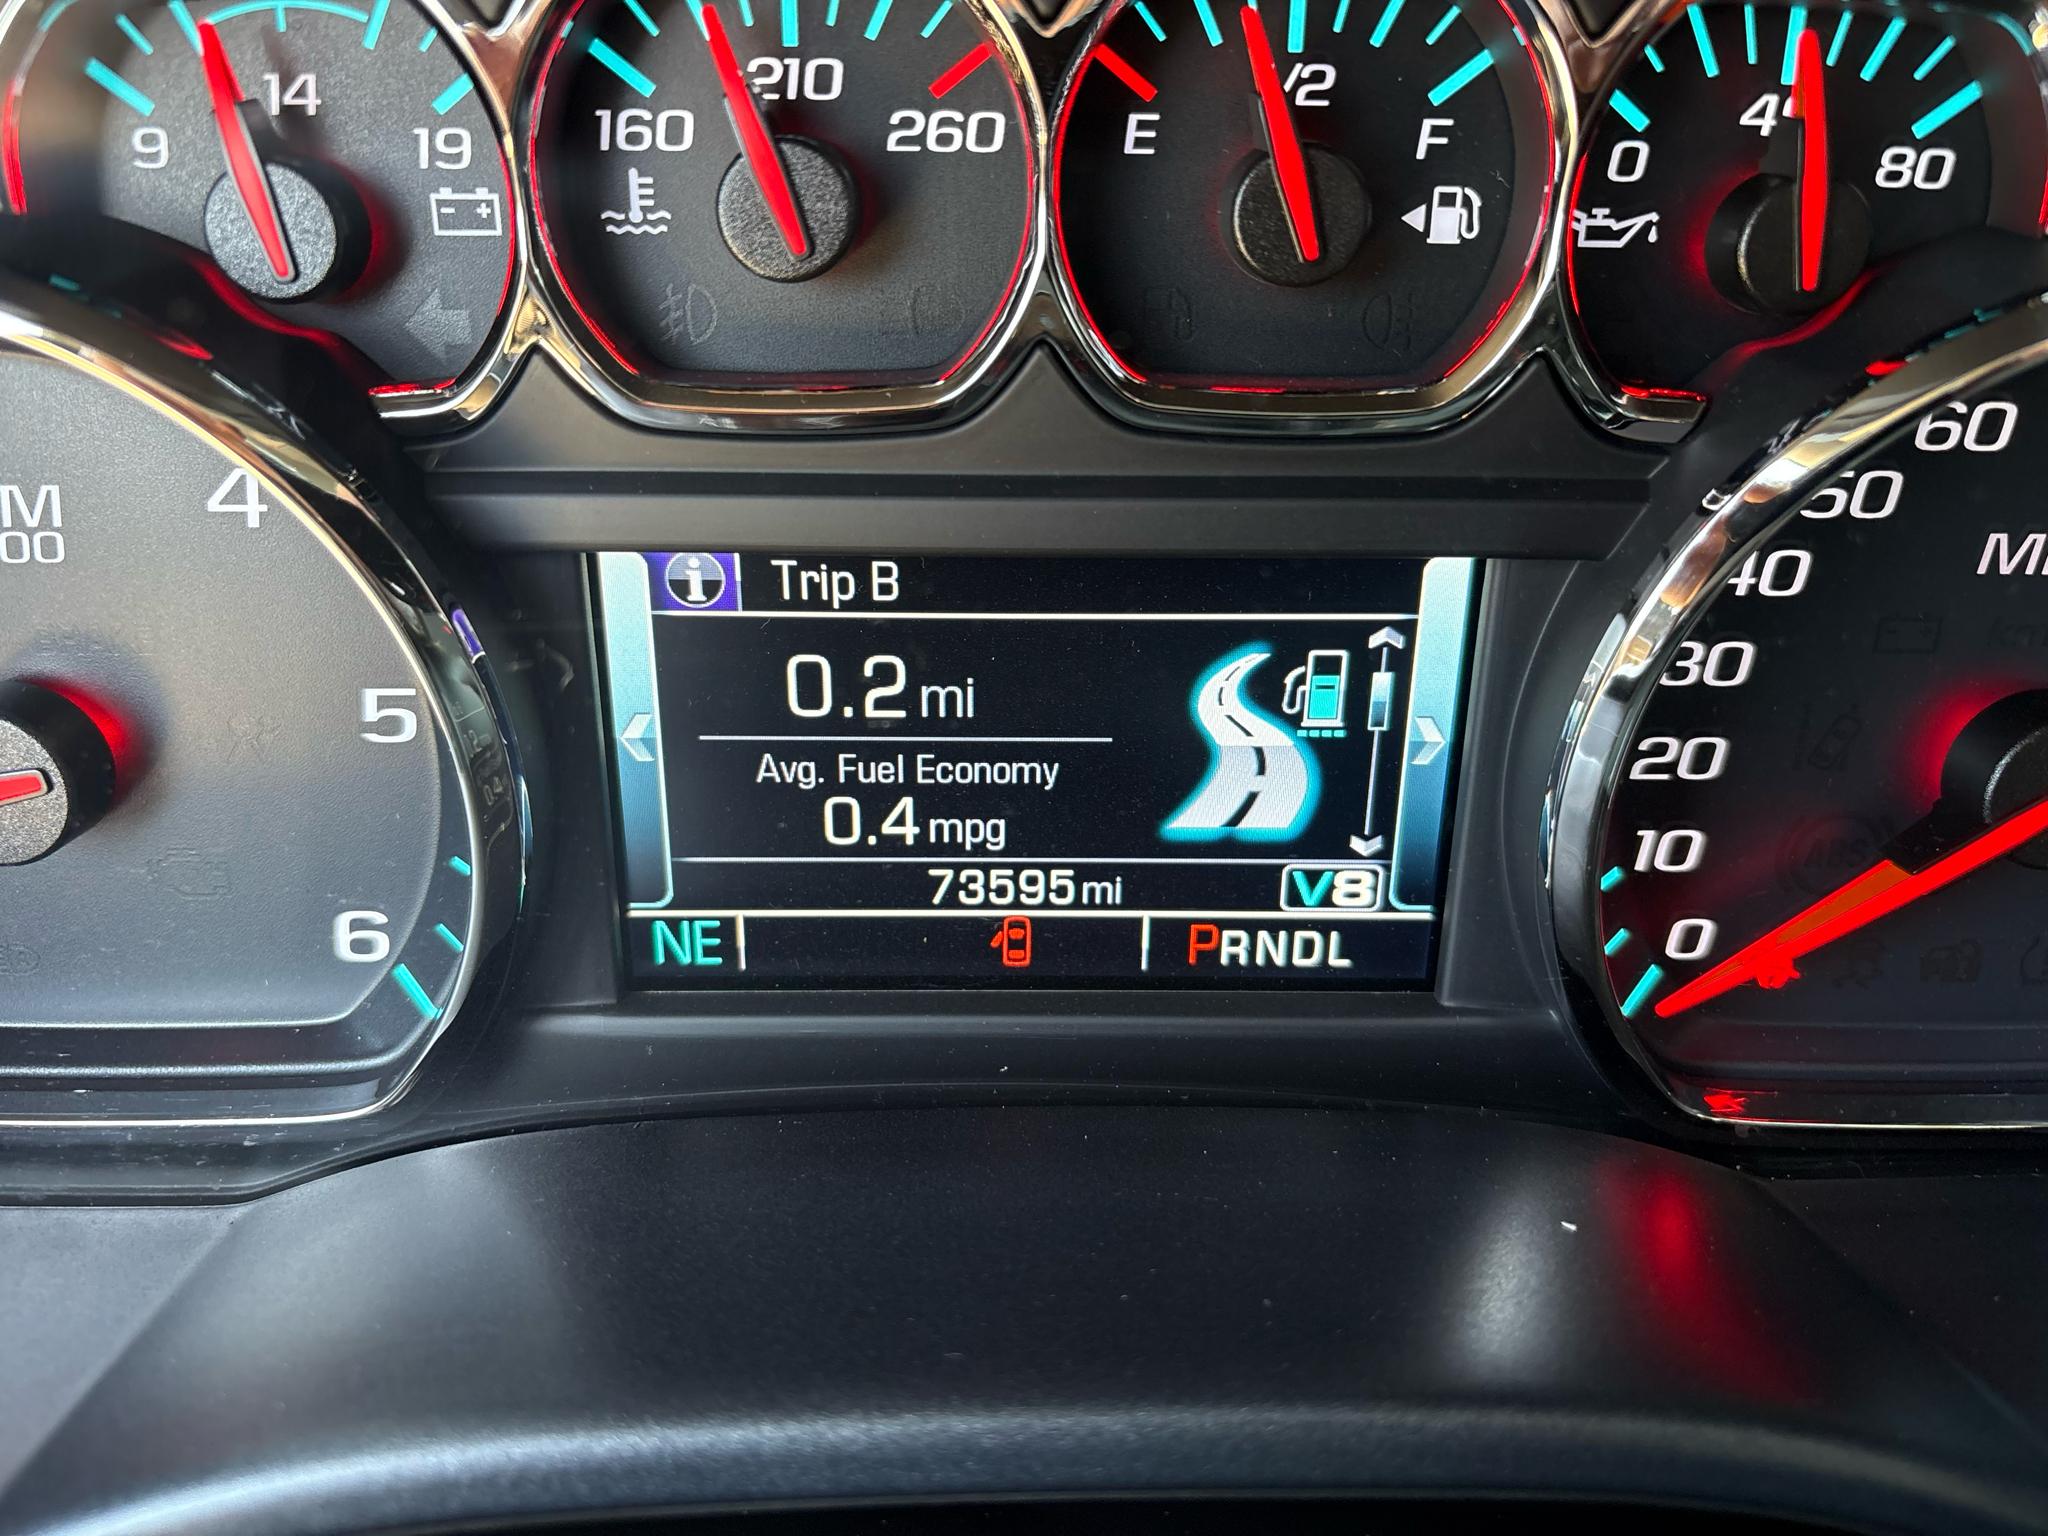 9 14 19
160 210 260
E 1/2 F
0 80
4
5
6
Trip B
0.2 mi
Avg. Fuel Economy
0.4 mpg
73595 mi V8
NE PRNDL
60
50
40
30
20
10
0